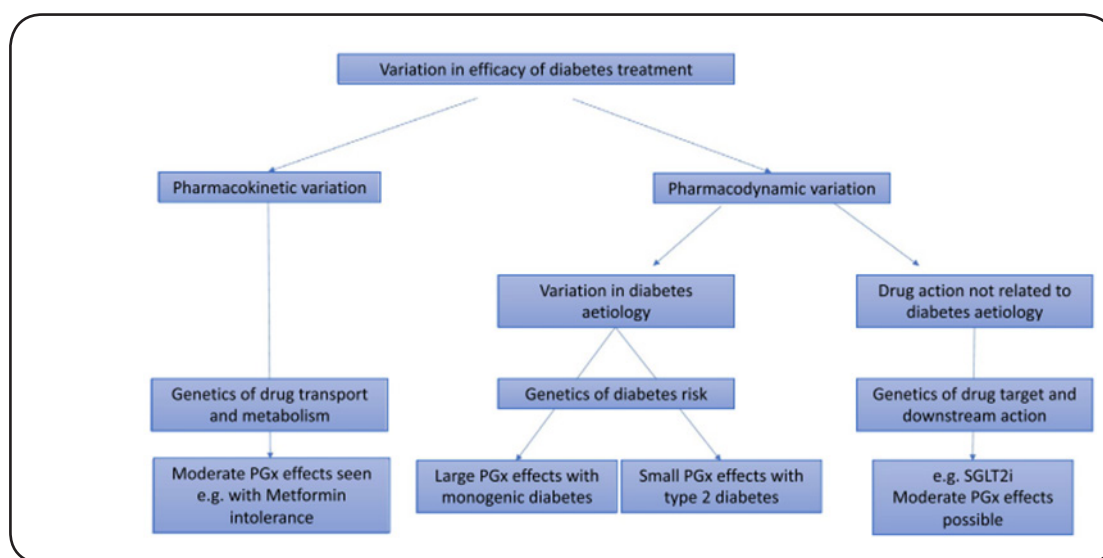 Variation in efficacy of diabetes treatment
Pharmacokinetic variation
Pharmacodynamic variation
Variation in diabetes
aetiology
Drug action not related to
diabetes aetiology
Genetics of drug transport
and metabolism
Genetics of diabetes risk
Genetics of drug target and
downstream action
Moderate PGx effects seen
e.g. with Metformin
intolerance
Large PGx effects with
monogenic diabetes
Small PGx effects with
type 2 diabetes
e.g. SGLT2i
Moderate PGx effects
possible